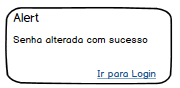 Alert
Senha alterada com sucesso
Ir para Login